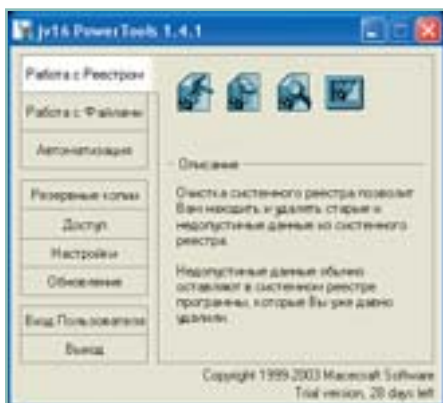 jv16 PowerTools 1.4.1
Работа с Реестром
Работа с Файлами
Автоматизация
Резервные копии
Доступ
Настройки
Обновление
Вход Пользователя
Выход
Описание
Очистка системного реестра позволит
Вам находить и удалять старые и
недопустимые данные из системного
реестра.
Недопустимые данные обычно
оставляют в системном реестре
программы, которые Вы уже давно
удалили.
Copyright 1999-2003 Macecraft Software
Trial version, 28 days left